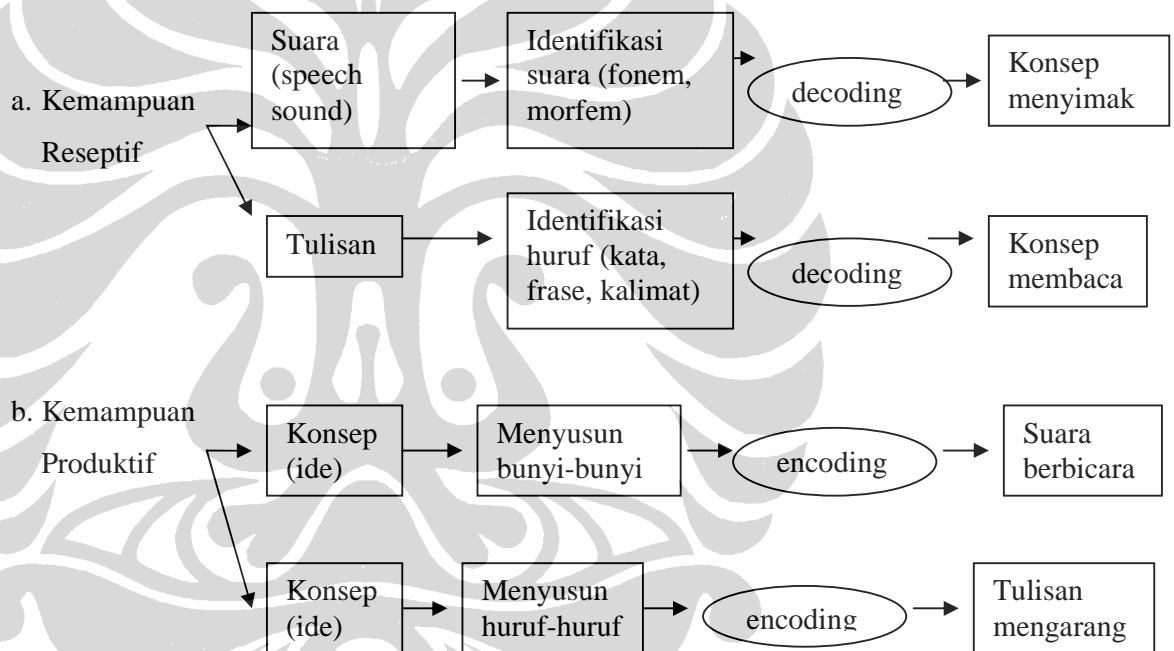 a. Kemampuan
Reseptif
Suara
(speech
sound)
Identifikasi
suara (fonem,
morfem)
decoding
Konsep
menyimak
Tulisan
Identifikasi
huruf (kata,
frase, kalimat)
decoding
Konsep
membaca
b. Kemampuan
Produktif
Konsep
(ide)
Menyusun
bunyi-bunyi
encoding
Suara
berbicara
Konsep
(ide)
Menyusun
huruf-huruf
encoding
Tulisan
mengarang